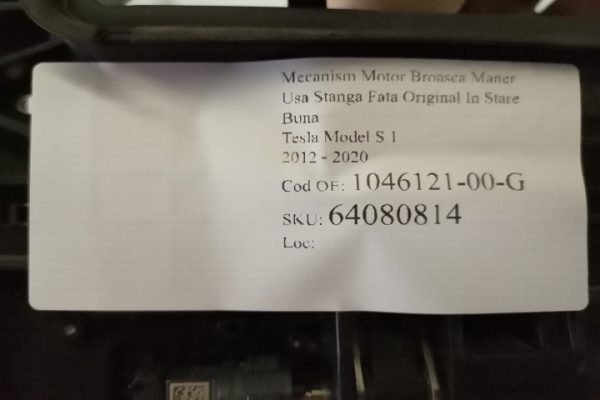 Mecanism Motor Broasca Maner
Usa Stanga Fata Original In Stare
Buna
Tesla Model S 1
2012 - 2020
Cod OE: 1046121-00-G
SKU: 64080814
Loc: